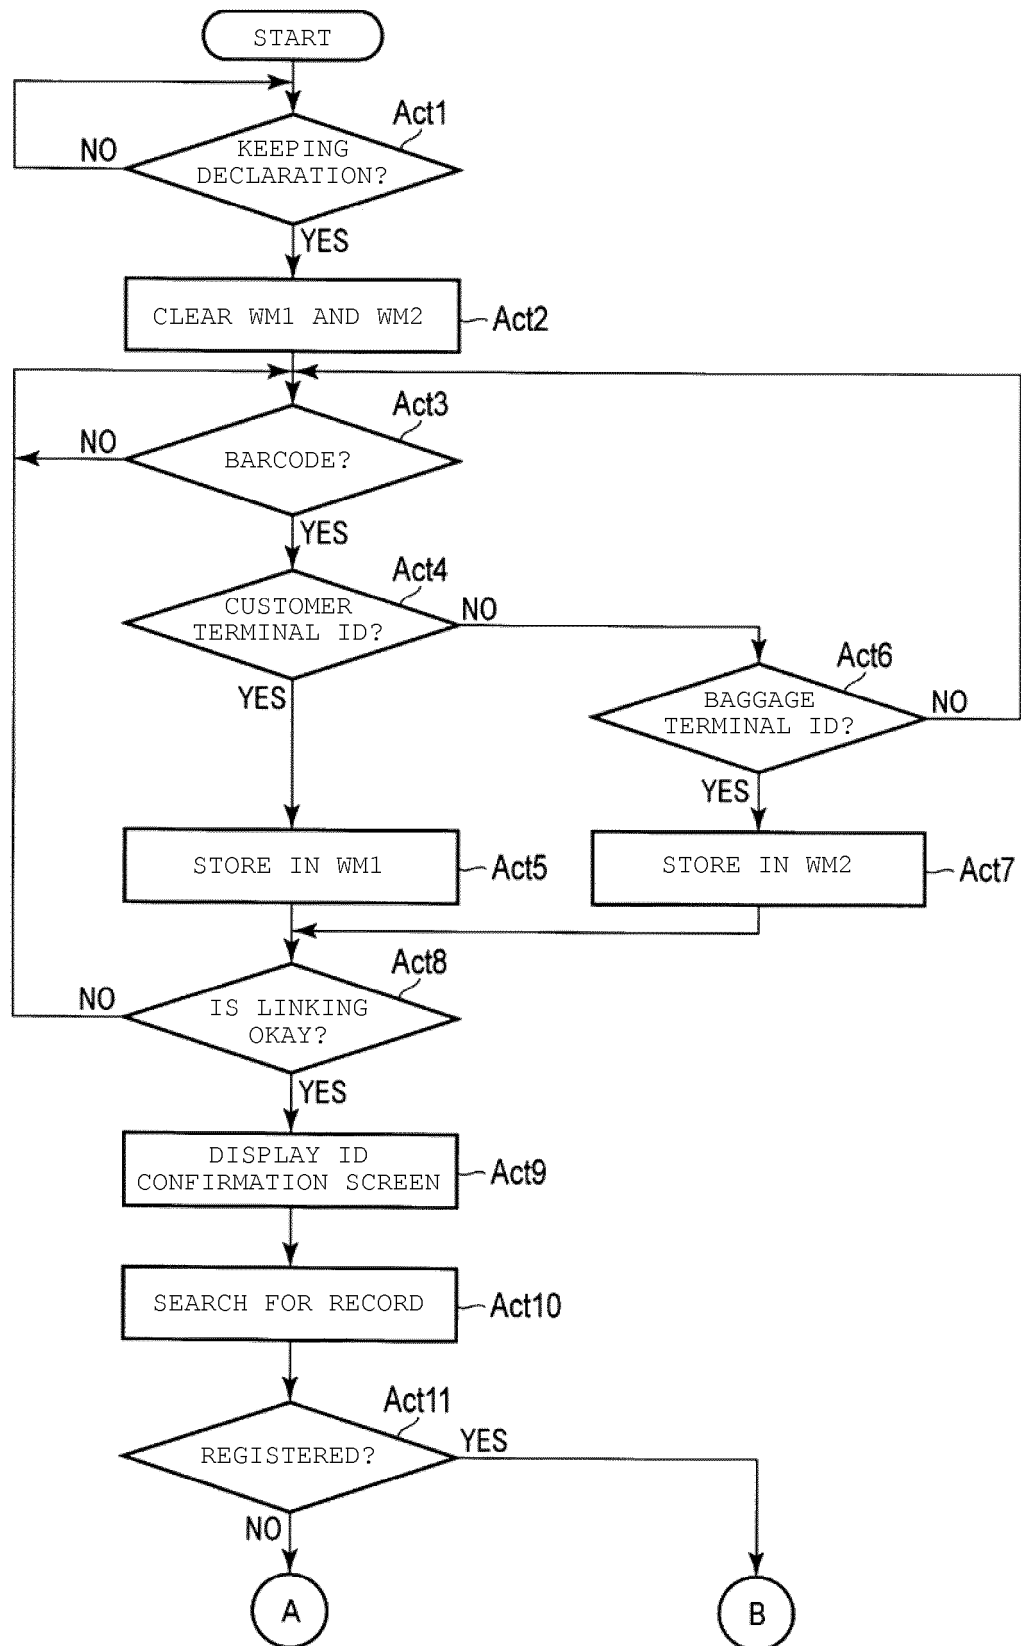 START
Act1
NO
KEEPING
DECLARATION?
YES
CLEAR WM1 AND WM2
Act2
Act3
NO
BARCODE?
YES
Act4
CUSTOMER
TERMINAL ID?
NO
YES
Act6
BAGGAGE
TERMINAL ID?
NO
YES
STORE IN WM1
Act5
STORE IN WM2
Act7
Act8
NO
IS LINKING
OKAY?
YES
DISPLAY ID
CONFIRMATION SCREEN
Act9
SEARCH FOR RECORD
Act10
Act11
REGISTERED?
YES
NO
A
B